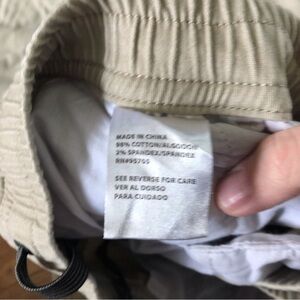 MADE IN CHINA
98% COTTON/ALGODON
2% SPANDEX/SPANDEX
RN#95705
SEE REVERSE FOR CARE
VER AL DORSO
PARA CUIDADO